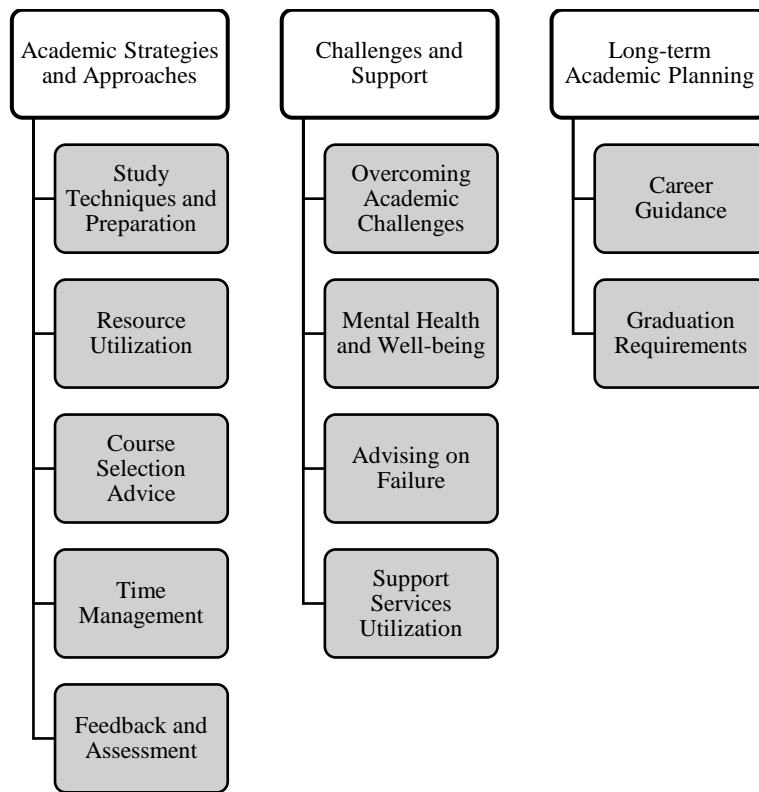 Academic Strategies
and Approaches
Study
Techniques and
Preparation
Resource
Utilization
Course
Selection
Advice
Time
Management
Feedback and
Assessment
Challenges and
Support
Overcoming
Academic
Challenges
Mental Health
and Well-being
Advising on
Failure
Support
Services
Utilization
Long-term
Academic Planning
Career
Guidance
Graduation
Requirements